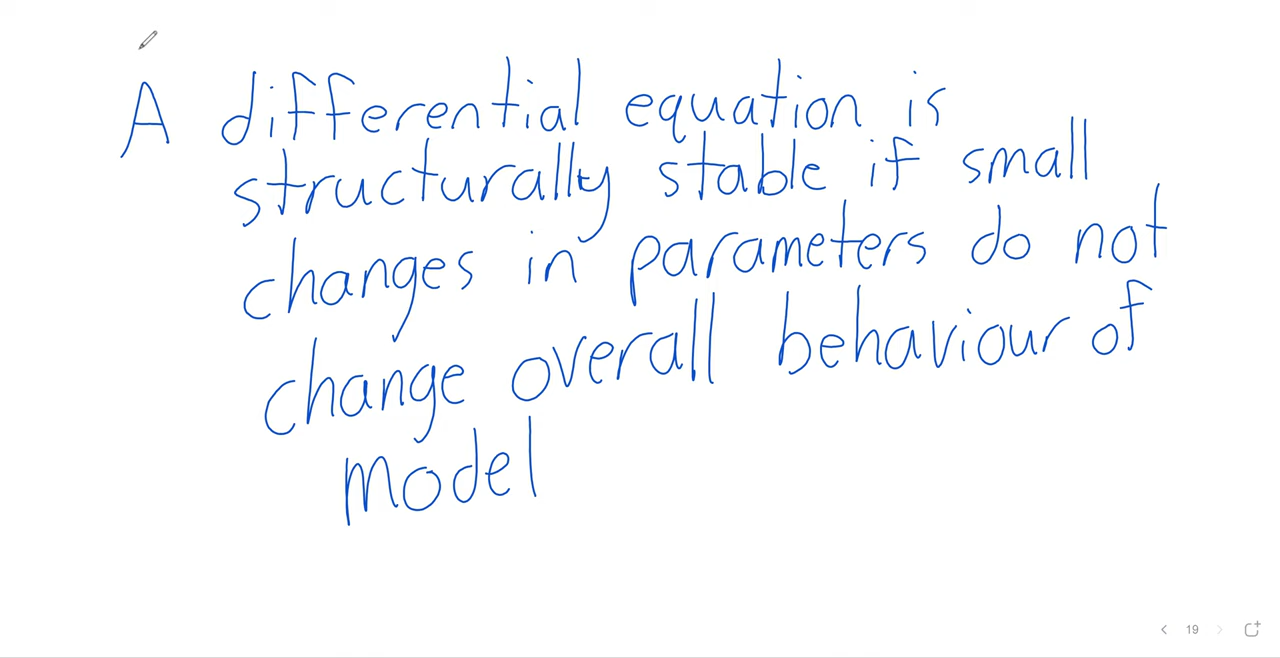 A differential equation is
structurally stable if small
changes in parameters do not
change overall behaviour of
model
19